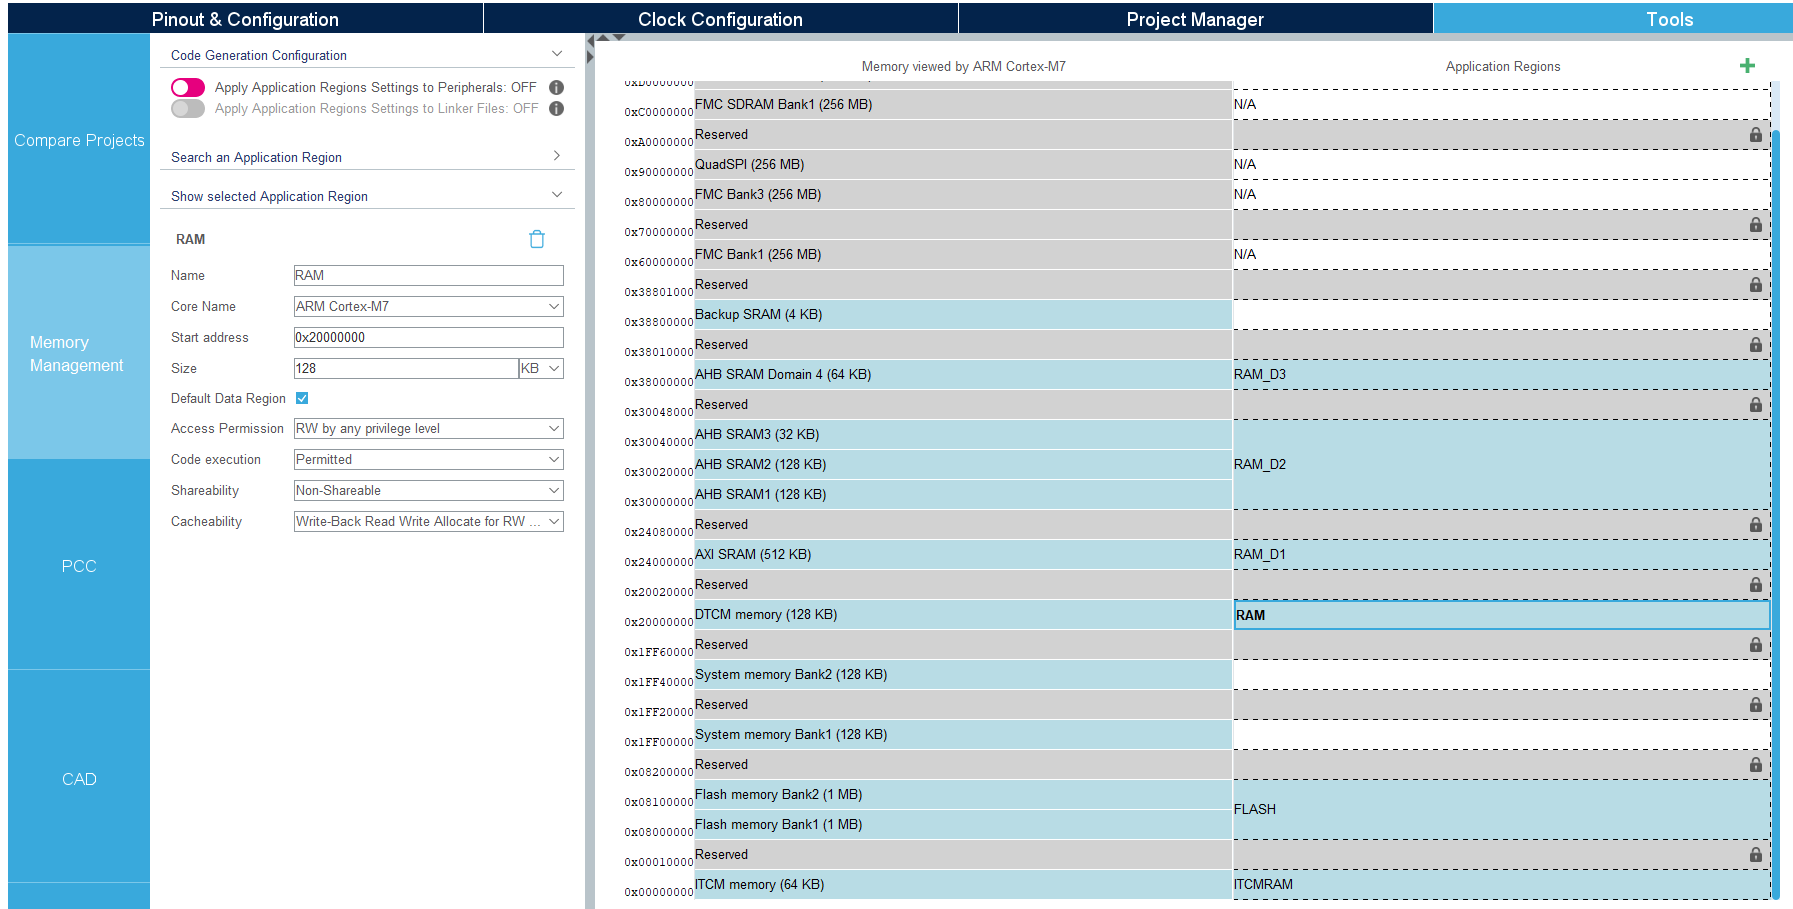 Pinout & Configuration
Clock Configuration
Project Manager
Tools
Compare Projects
Memory
Management
PCC
CAD
Code Generation Configuration
Apply Application Regions Settings to Peripherals: OFF
Apply Application Regions Settings to Linker Files: OFF
Search an Application Region
Show selected Application Region
RAM
Name RAM
Core Name ARM Cortex-M7
Start address 0x20000000
Size 128 KB
Default Data Region
Access Permission RW by any privilege level
Code execution Permitted
Shareability Non-Shareable
Cacheability Write-Back Read Write Allocate for RW ...
Memory viewed by ARM Cortex-M7 Application Regions
0xD0000000
0xC0000000 FMC SDRAM Bank1 (256 MB) N/A
0xA0000000 Reserved
0x90000000 QuadSPI (256 MB) N/A
0x80000000 FMC Bank3 (256 MB) N/A
0x70000000 Reserved
0x60000000 FMC Bank1 (256 MB) N/A
0x38801000 Reserved
0x38800000 Backup SRAM (4 KB)
0x38010000 Reserved
0x38000000 AHB SRAM Domain 4 (64 KB) RAM_D3
0x30048000 Reserved
0x30040000 AHB SRAM3 (32 KB)
0x30020000 AHB SRAM2 (128 KB) RAM_D2
0x30000000 AHB SRAM1 (128 KB)
0x24080000 Reserved
0x24000000 AXI SRAM (512 KB) RAM_D1
0x20020000 Reserved
0x20000000 DTCM memory (128 KB) RAM
0x1FF60000 Reserved
0x1FF40000 System memory Bank2 (128 KB)
0x1FF20000 Reserved
0x1FF00000 System memory Bank1 (128 KB)
0x08200000 Reserved
0x08100000 Flash memory Bank2 (1 MB)
FLASH
0x08000000 Flash memory Bank1 (1 MB)
0x00010000 Reserved
0x00000000 ITCM memory (64 KB) ITCMRAM